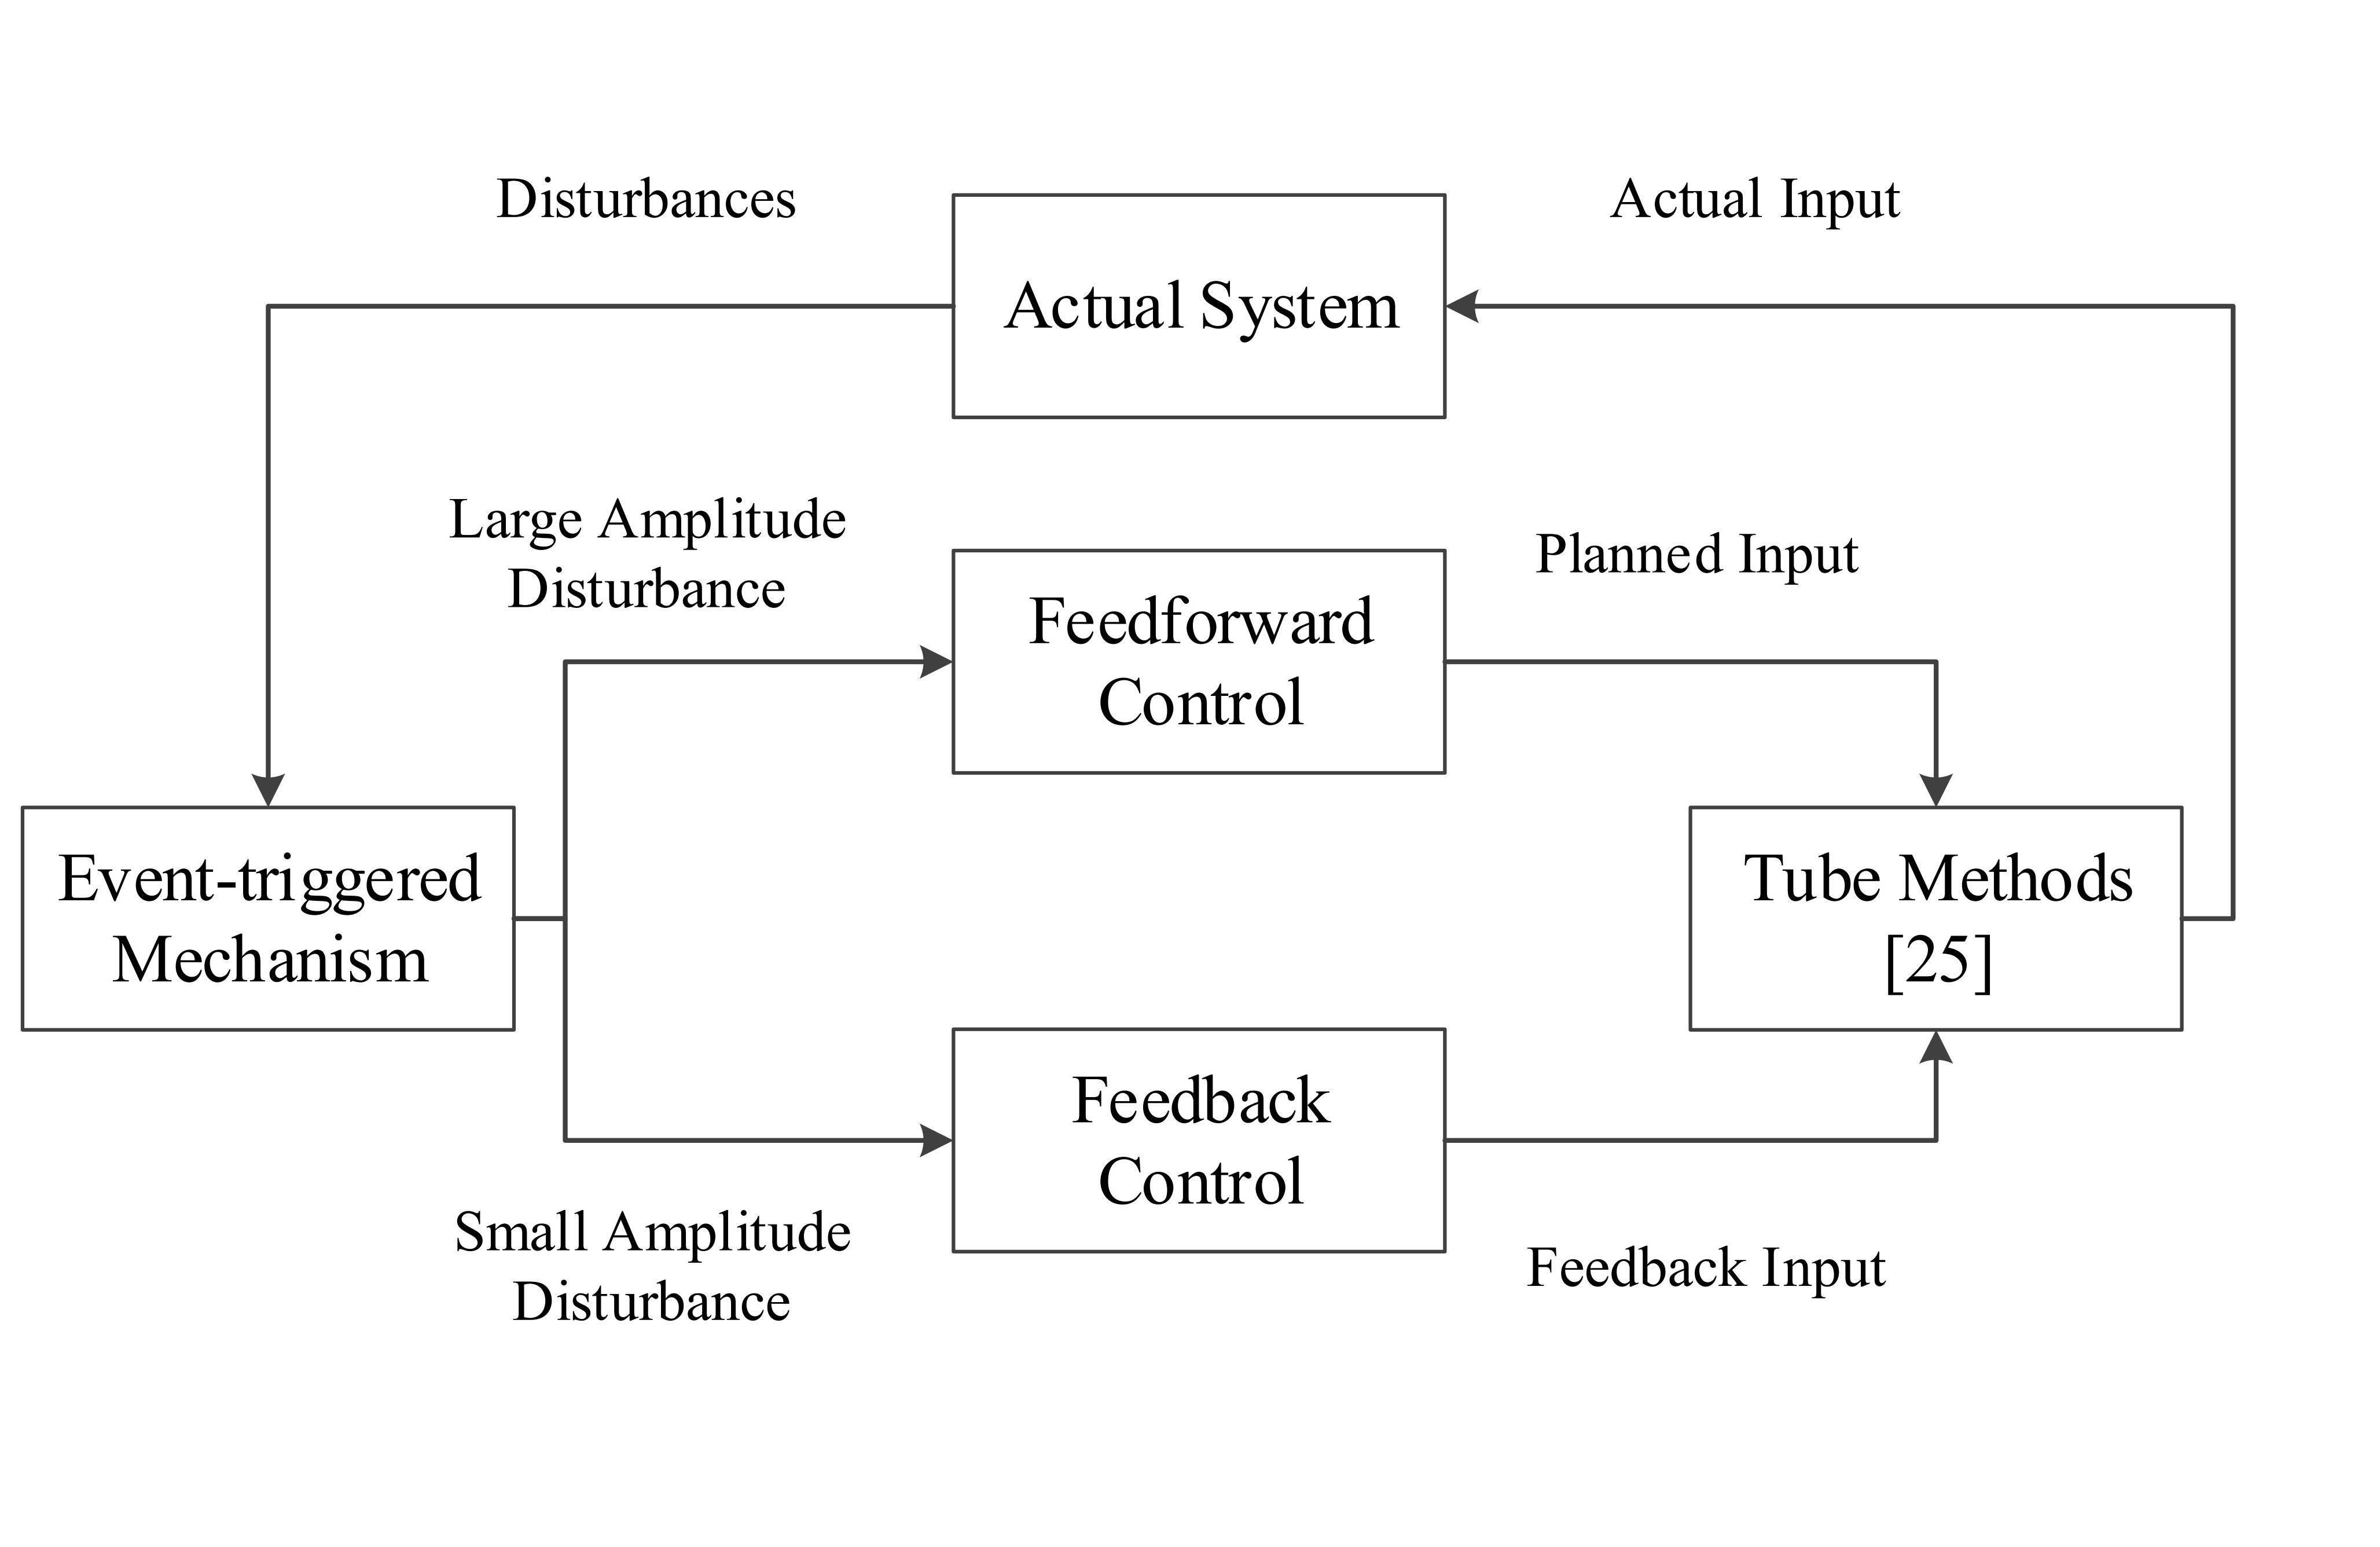 Disturbances
Actual System
Actual Input
Large Amplitude
Disturbance
Feedforward
Control
Planned Input
Event-triggered
Mechanism
Tube Methods
[25]
Feedback
Control
Small Amplitude
Disturbance
Feedback Input